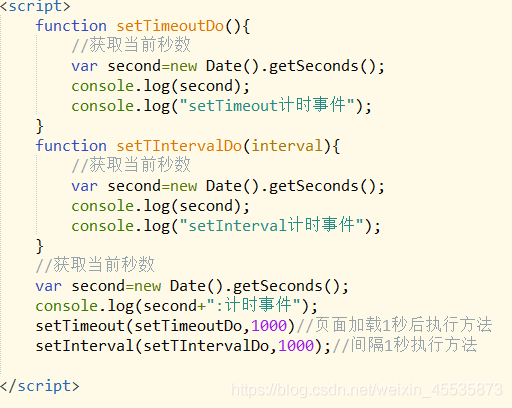 <script>
function setTimeoutDo(){
//获取当前秒数
var second=new Date().getSeconds();
console.log(second);
console.log("setTimeout计时事件");
}
function setTIntervalDo(interval){
//获取当前秒数
var second=new Date().getSeconds();
console.log(second);
console.log("setInterval计时事件");
}
//获取当前秒数
var second=new Date().getSeconds();
console.log(second+":计时事件");
setTimeout(setTimeoutDo,1000)//页面加载1秒后执行方法
setInterval(setTIntervalDo,1000);//间隔1秒执行方法
</script>
https://blog.csdn.net/weixin_45535873